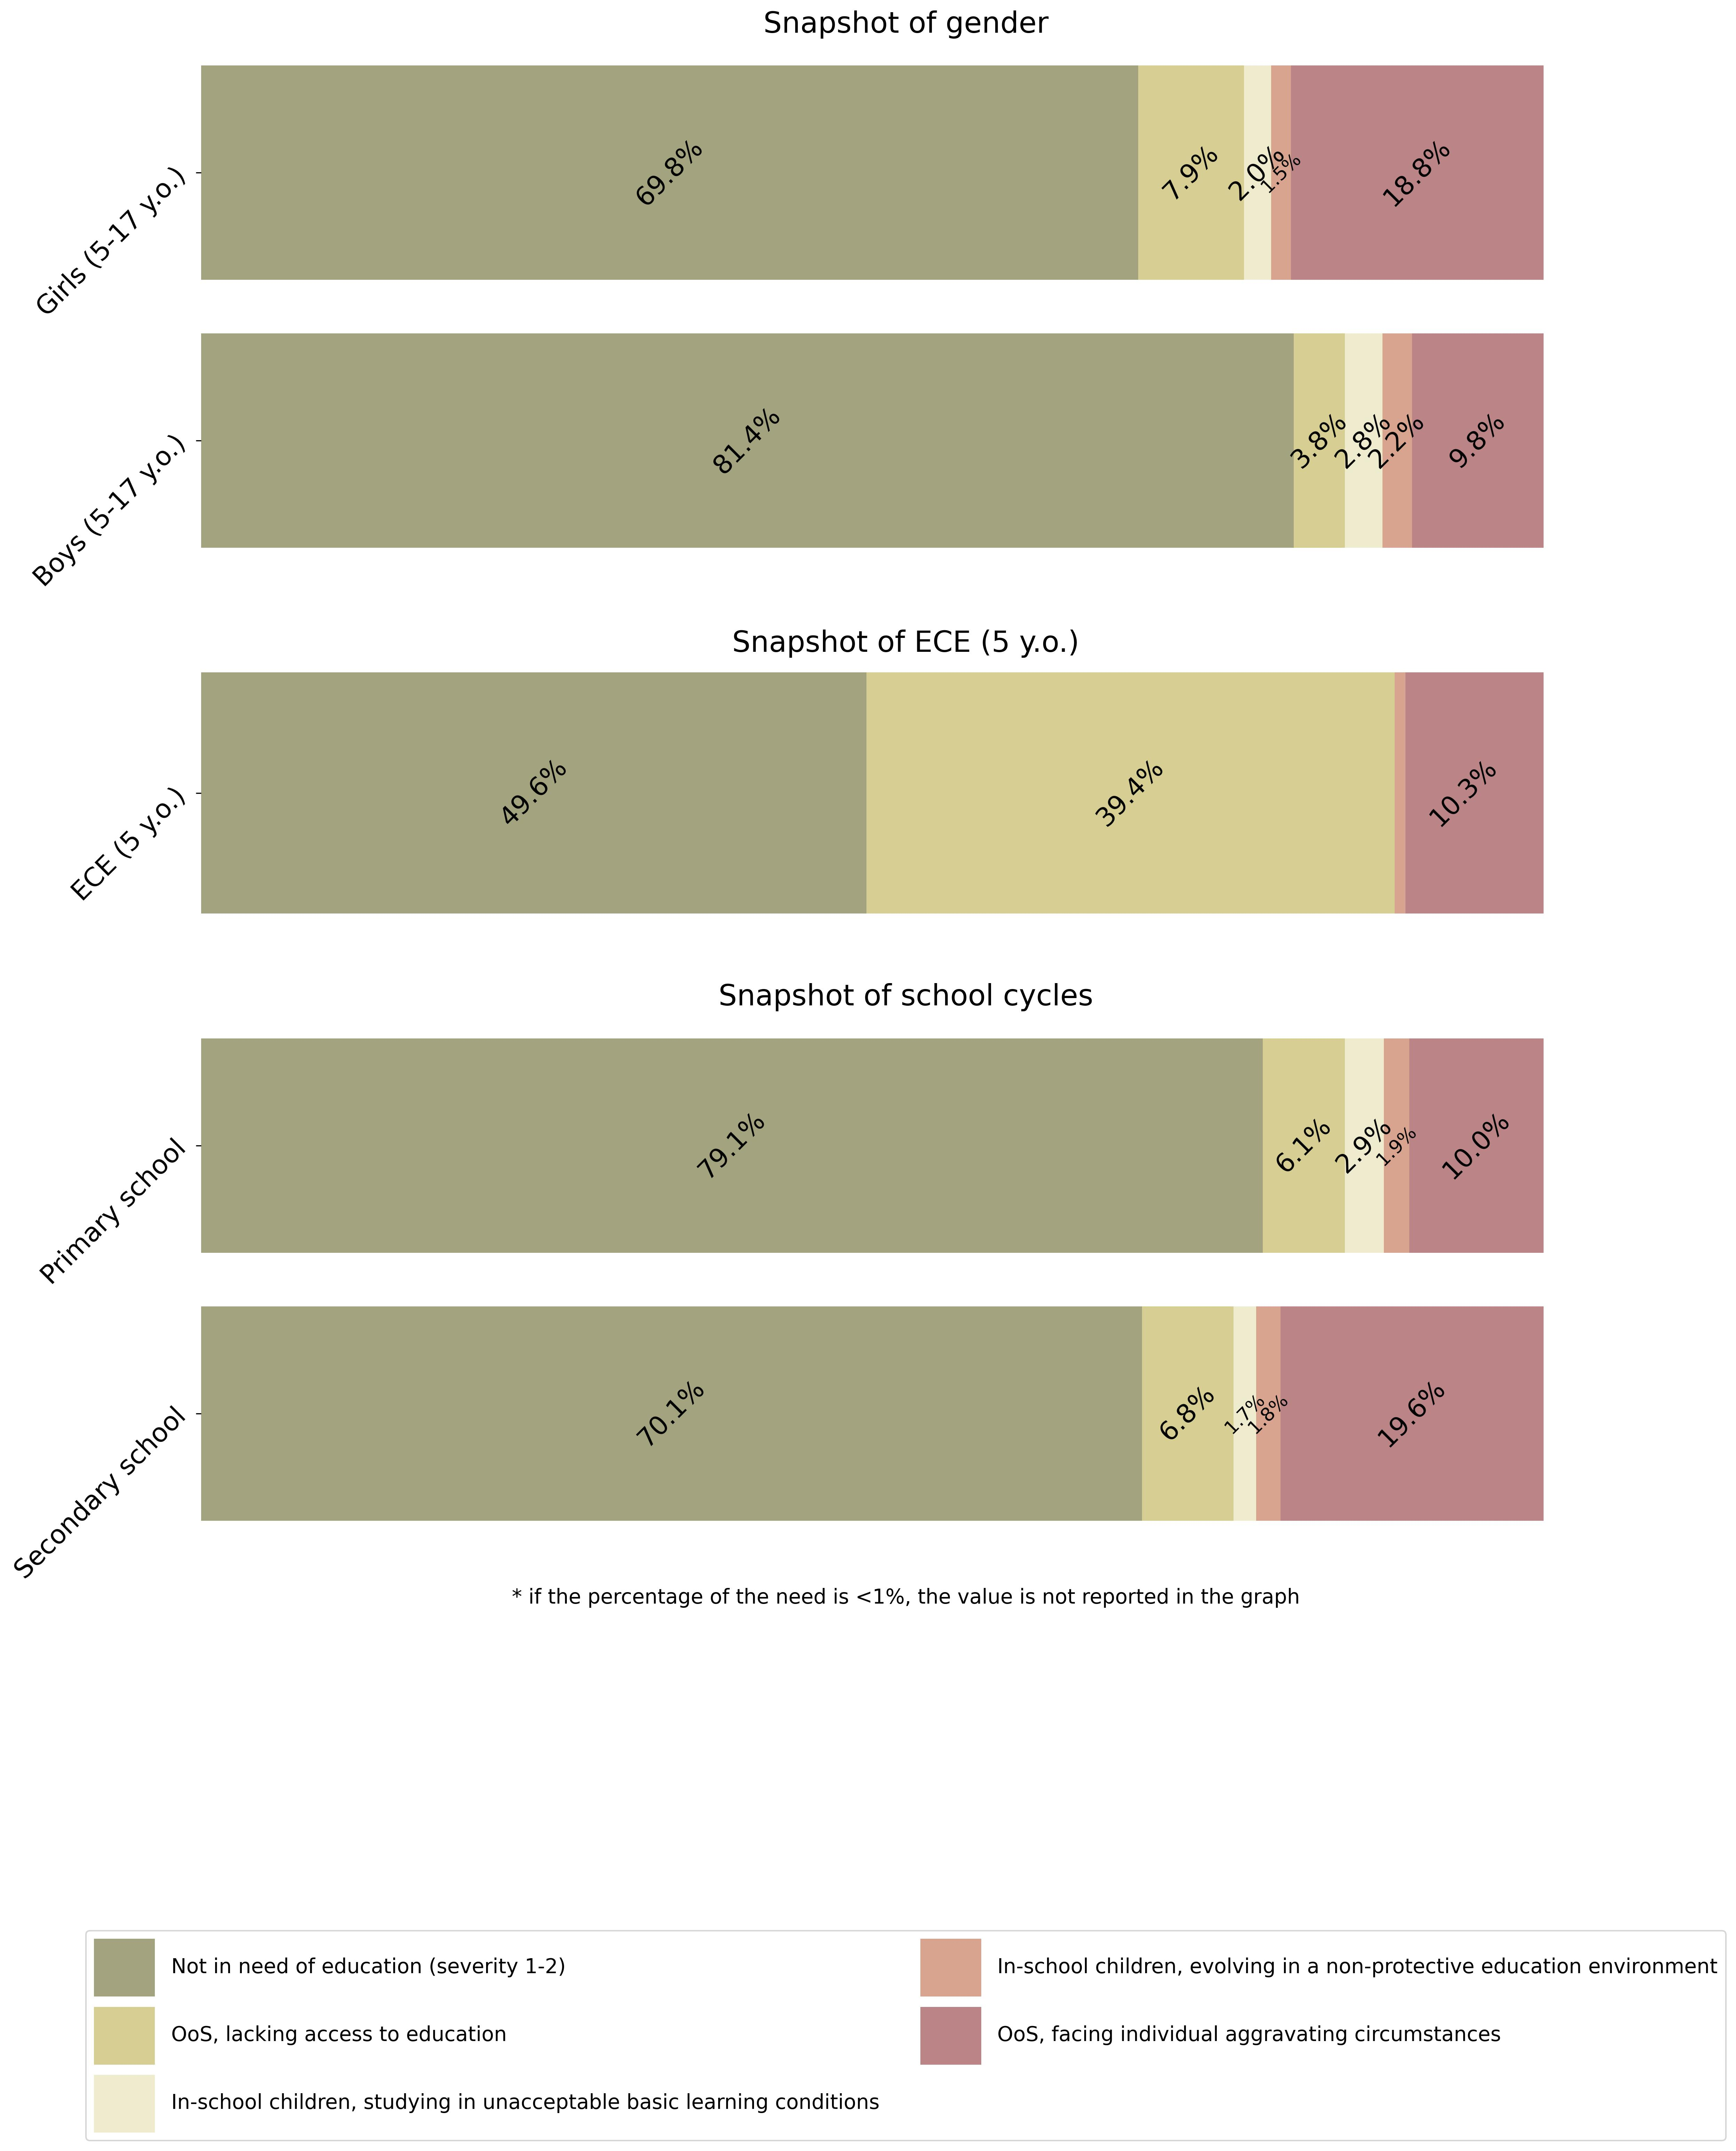 Snapshot of gender
Girls (5-17 y.o.)
69.8%
7.9%
2.0%
1.5%
18.8%
Boys (5-17 y.o.)
81.4%
3.8%
2.8%
2.2%
9.8%
Snapshot of ECE (5 y.o.)
ECE (5 y.o.)
49.6%
39.4%
10.3%
Snapshot of school cycles
Primary school
79.1%
6.1%
2.9%
1.9%
10.0%
Secondary school
70.1%
6.8%
1.7%
1.8%
19.6%
* if the percentage of the need is <1%, the value is not reported in the graph
Not in need of education (severity 1-2)
OoS, lacking access to education
In-school children, studying in unacceptable basic learning conditions
In-school children, evolving in a non-protective education environment
OoS, facing individual aggravating circumstances